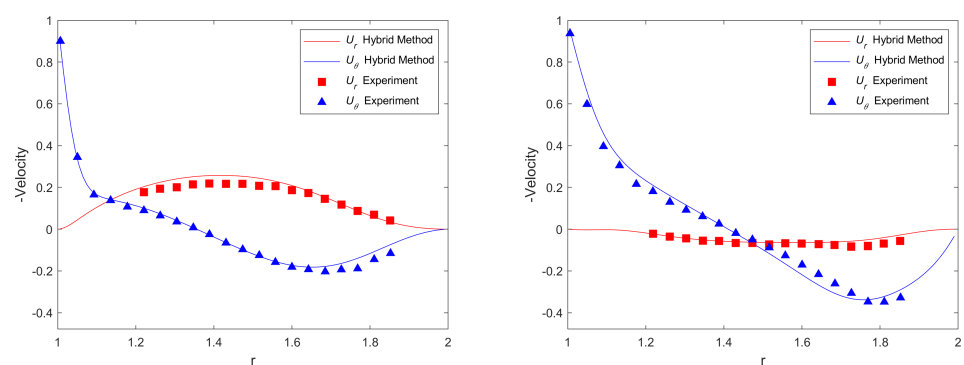 1
0.8
0.6
0.4
0.2
-0
-0.2
-0.4
-Velocity
1
1.2
1.4
1.6
1.8
2
r
U_r Hybrid Method
U_θ Hybrid Method
U_r Experiment
U_θ Experiment
1
0.8
0.6
0.4
0.2
-0
-0.2
-0.4
-Velocity
1
1.2
1.4
1.6
1.8
2
r
U_r Hybrid Method
U_θ Hybrid Method
U_r Experiment
U_θ Experiment